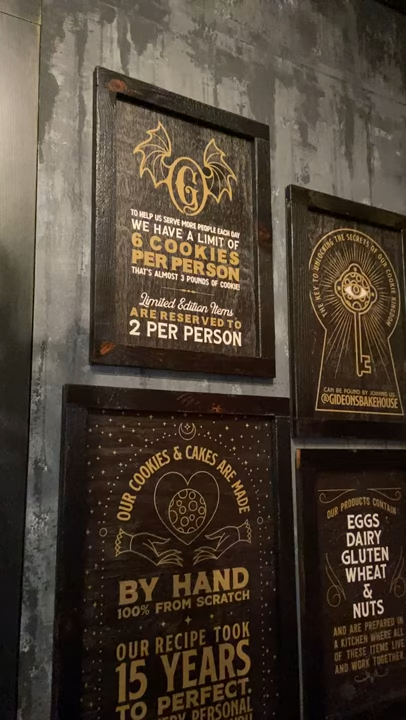 G
TO HELP US SERVE MORE PEOPLE EACH DAY
WE HAVE A LIMIT OF
6 COOKIES
PER PERSON
THAT'S ALMOST 3 POUNDS OF COOKIE!
Limited Edition Items
ARE RESERVED TO
2 PER PERSON
THE KEY TO UNLOCKING THE SECRETS OF OUR COOKIE KINGDOM
CAN BE FOUND BY JOINING US
@GIDEONSBAKEHOUSE
OUR COOKIES & CAKES ARE MADE
BY HAND
100% FROM SCRATCH
OUR RECIPE TOOK
15 YEARS
TO PERFECT.
VERY PERSONAL
OUR PRODUCTS CONTAIN
EGGS
DAIRY
GLUTEN
WHEAT
&
NUTS
AND ARE PREPARED IN
A KITCHEN WHERE ALL
OF THESE ITEMS LIVE
AND WORK TOGETHER.